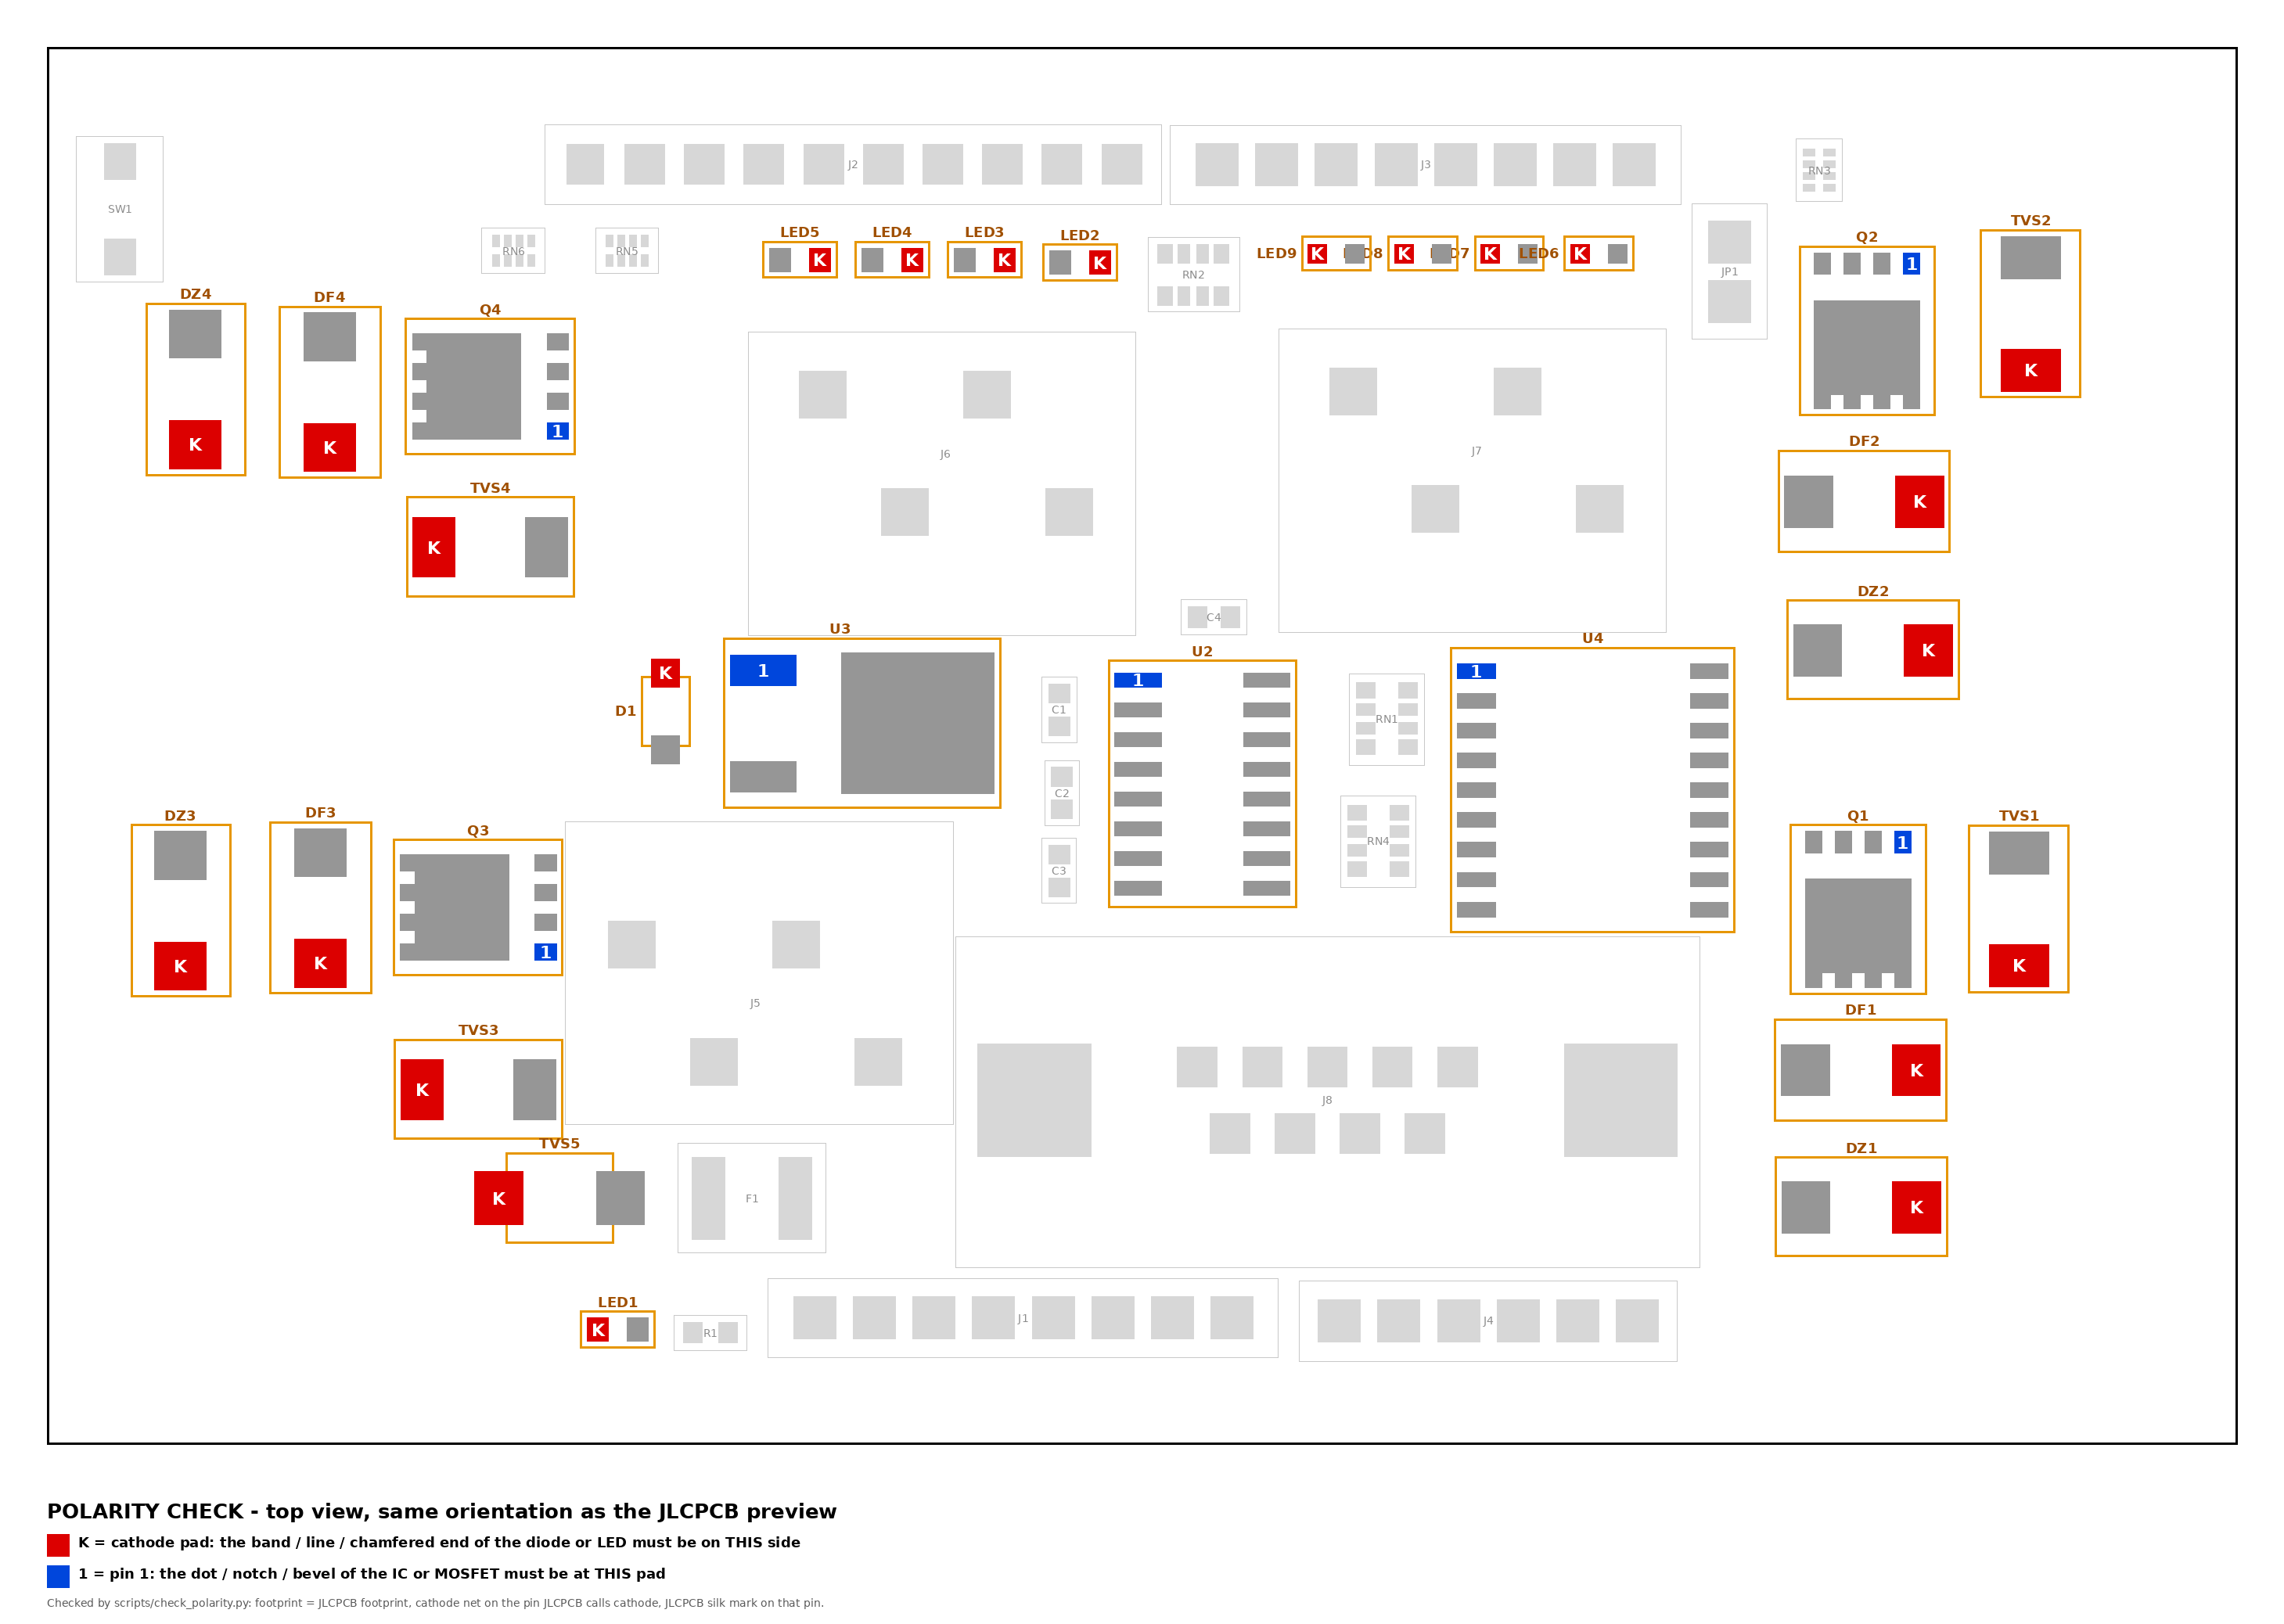 J2
J3
RN3
SW1
TVS2
LED5
LED4
LED3
LED2
Q2
RN6
RN5
K
K
K
K
LED9
K
K
LED7
K
LED6
K
1
RN2
JP1
DZ4
DF4
Q4
K
K
K
1
DF2
J6
J7
TVS4
K
K
DZ2
C4
U3
U4
U2
K
K
1
1
1
D1
C1
RN1
C2
DZ3
DF3
Q3
Q1
TVS1
RN4
1
C3
K
K
1
K
J5
DF1
TVS3
K
K
J8
TVS5
DZ1
K
F1
K
LED1
K
R1
J1
J4
POLARITY CHECK - top view, same orientation as the JLCPCB preview
K = cathode pad: the band / line / chamfered end of the diode or LED must be on THIS side
1 = pin 1: the dot / notch / bevel of the IC or MOSFET must be at THIS pad
Checked by scripts/check_polarity.py: footprint = JLCPCB footprint, cathode net on the pin JLCPCB calls cathode, JLCPCB silk mark on that pin.